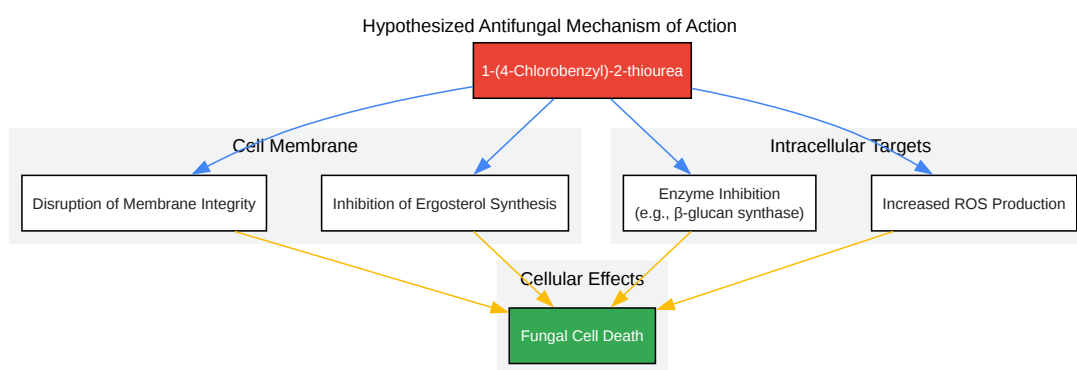 Hypothesized Antifungal Mechanism of Action
1-(4-Chlorobenzyl)-2-thiourea
Cell Membrane
Intracellular Targets
Disruption of Membrane Integrity
Inhibition of Ergosterol Synthesis
Enzyme Inhibition
(e.g., β-glucan synthase)
Increased ROS Production
Cellular Effects
Fungal Cell Death